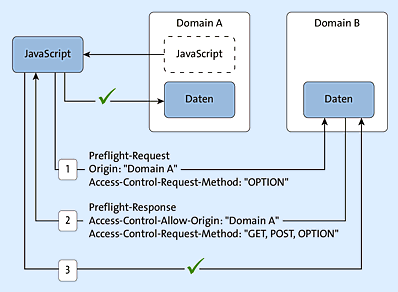 Domain A
Domain B
JavaScript
JavaScript
Daten
Daten
1
Preflight-Request
Origin: "Domain A"
Access-Control-Request-Method: "OPTION"
2
Preflight-Response
Access-Control-Allow-Origin: "Domain A"
Access-Control-Request-Method: "GET, POST, OPTION"
3